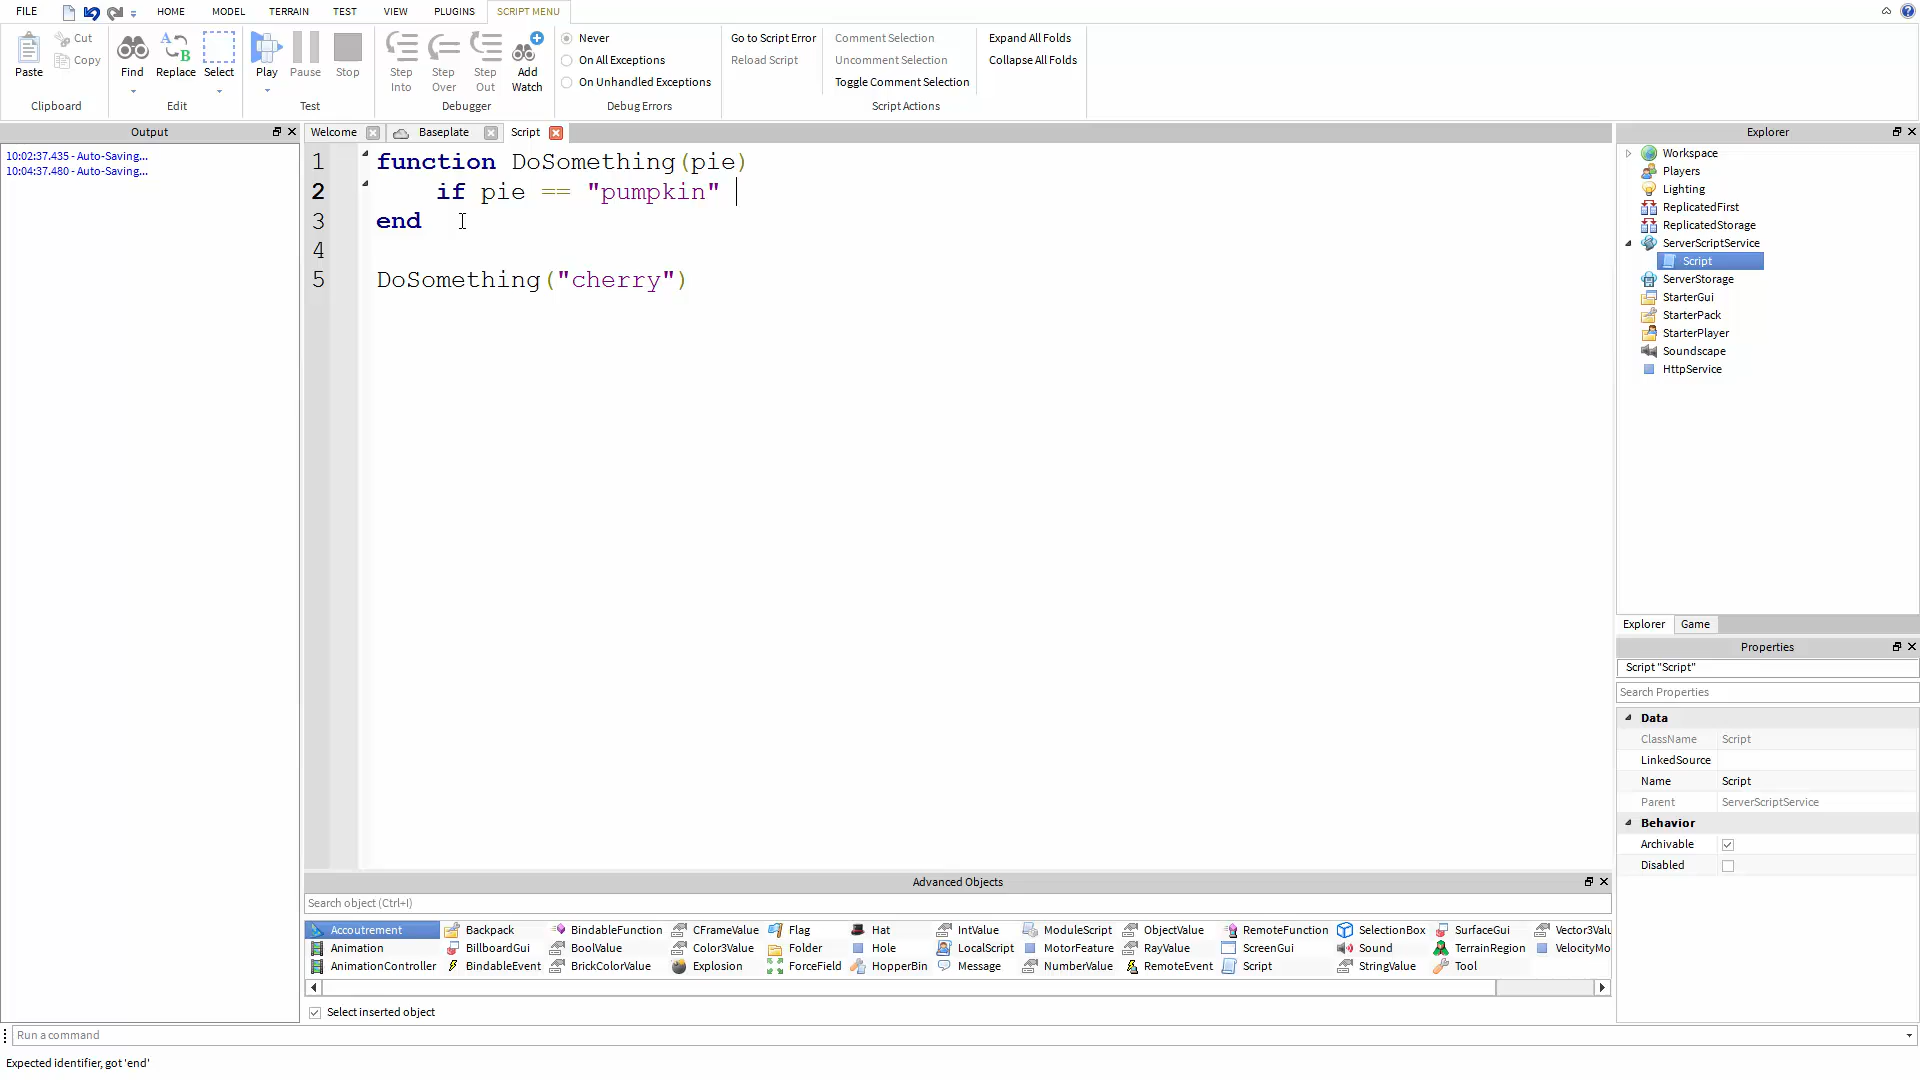 FILE HOME MODEL TERRAIN TEST VIEW PLUGINS SCRIPT MENU
Paste
Cut
Copy
Clipboard
Find
Replace
Select
Edit
Play
Pause
Stop
Test
Step Into
Step Over
Step Out
Add Watch
Debugger
Never
On All Exceptions
On Unhandled Exceptions
Debug Errors
Go to Script Error
Reload Script
Comment Selection
Uncomment Selection
Toggle Comment Selection
Script Actions
Expand All Folds
Collapse All Folds
Output
10:02:37.435 - Auto-Saving...
10:04:37.480 - Auto-Saving...
Welcome Baseplate Script
1 function DoSomething(pie)
2 if pie == "pumpkin"
3 end
4
5 DoSomething("cherry")
Explorer
Workspace
Players
Lighting
ReplicatedFirst
ReplicatedStorage
ServerScriptService
Script
ServerStorage
StarterGui
StarterPack
StarterPlayer
Soundscape
HttpService
Explorer Game
Properties
Script "Script"
Search Properties
Data
ClassName Script
LinkedSource
Name Script
Parent ServerScriptService
Behavior
Archivable
Disabled
Advanced Objects
Search object (Ctrl+I)
Accoutrement Backpack BindableFunction CFrameValue Flag Hat IntValue ModuleScript ObjectValue RemoteFunction SelectionBox SurfaceGui Vector3Valu
Animation BillboardGui BoolValue Color3Value Folder Hole LocalScript MotorFeature RayValue ScreenGui Sound TerrainRegion VelocityMo
AnimationController BindableEvent BrickColorValue Explosion ForceField HopperBin Message NumberValue RemoteEvent Script StringValue Tool
Select inserted object
Run a command
Expected identifier, got 'end'